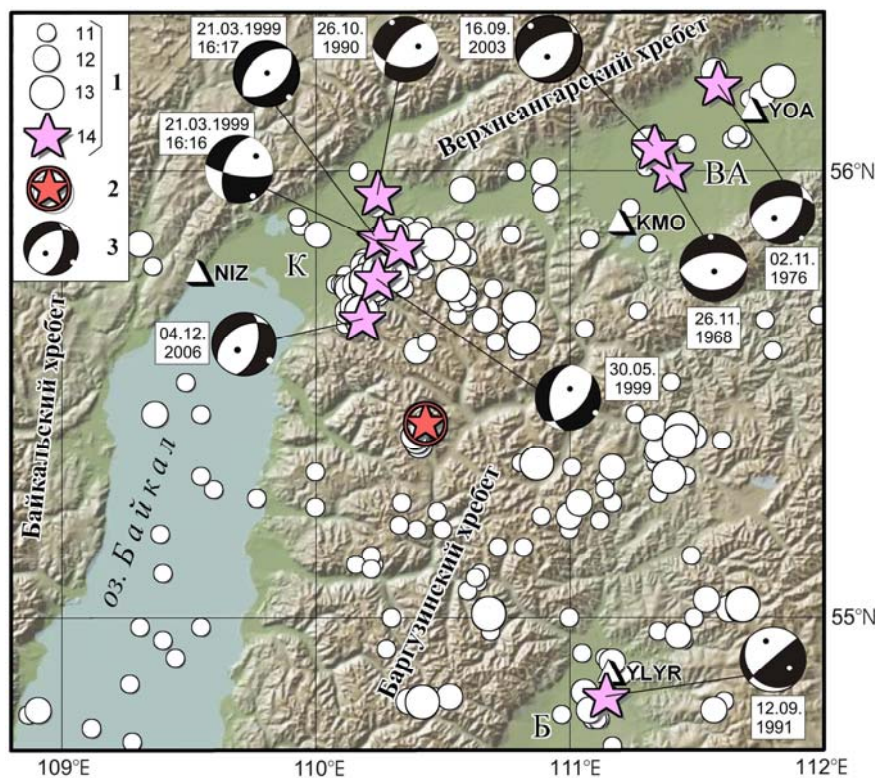 11
12
13
14
1
2
3
21.03.1999
16:17
26.10.
1990
16.09.
2003
21.03.1999
16:16
Верхнеангарский хребет
YOA
ВА
KMO
56°N
К
NIZ
02.11.
1976
26.11.
1968
04.12.
2006
30.05.
1999
Байкальский хребет
оз. Байкал
Баргузинский хребет
55°N
YLYR
Б
12.09.
1991
109°E
110°E
111°E
112°E